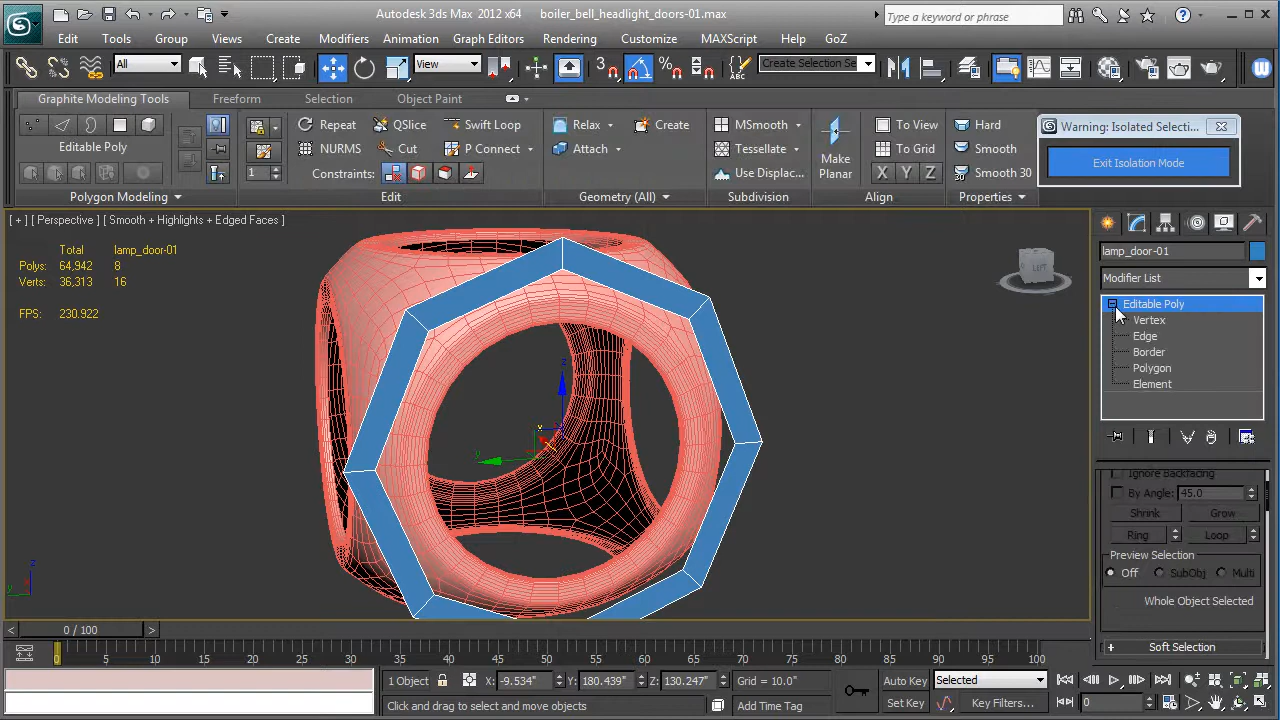 Autodesk 3ds Max 2012 x64 boiler_bell_headlight_doors-01.max
Type a keyword or phrase
Edit Tools Group Views Create Modifiers Animation Graph Editors Rendering Customize MAXScript Help GoZ
All View Create Selection Se
Graphite Modeling Tools Freeform Selection Object Paint
Warning: Isolated Selecti...
Exit Isolation Mode
Repeat QSlice Swift Loop Relax Create MSmooth To View Hard
Editable Poly NURMS Cut P Connect Attach Tessellate Make Planar To Grid Smooth
1 Constraints: Use Displac... X Y Z Smooth 30
Polygon Modeling Edit Geometry (All) Subdivision Align Properties
[ + ] [ Perspective ] [ Smooth + Highlights + Edged Faces ]
Total lamp_door-01
Polys: 64,942 8
Verts: 36,313 16
FPS: 230.922
LFT
x
y
z
z
y
lamp_door-01
Modifier List
Editable Poly
Vertex
Edge
Border
Polygon
Element
Ignore Backfacing
By Angle: 45.0
Shrink Grow
Ring Loop
Preview Selection
Off SubObj Multi
Whole Object Selected
Soft Selection
0 / 100
0 5 10 15 20 25 30 35 40 45 50 55 60 65 70 75 80 85 90 95 100
1 Object X: -9.534" Y: 180.439" Z: 130.247" Grid = 10.0" Auto Key Selected
Click and drag to select and move objects Add Time Tag Set Key Key Filters... 0